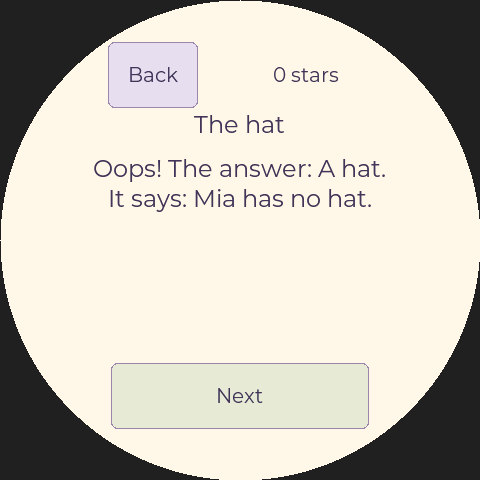 Back
0 stars
The hat
Oops! The answer: A hat.
It says: Mia has no hat.
Next